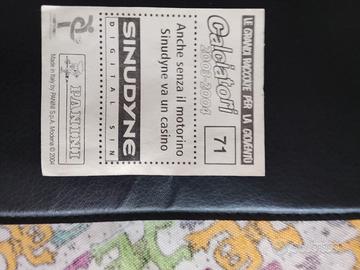 LE GRANDI RACCOLTE PER LA GIOVENTÙ
Calciatori
2003-2004
71
Anche senza il motorino
Sinudyne va un casino
SINUDYNE
DIGITAL SIN
PANINI
Made in Italy by PANINI S.p.A. Modena © 2004